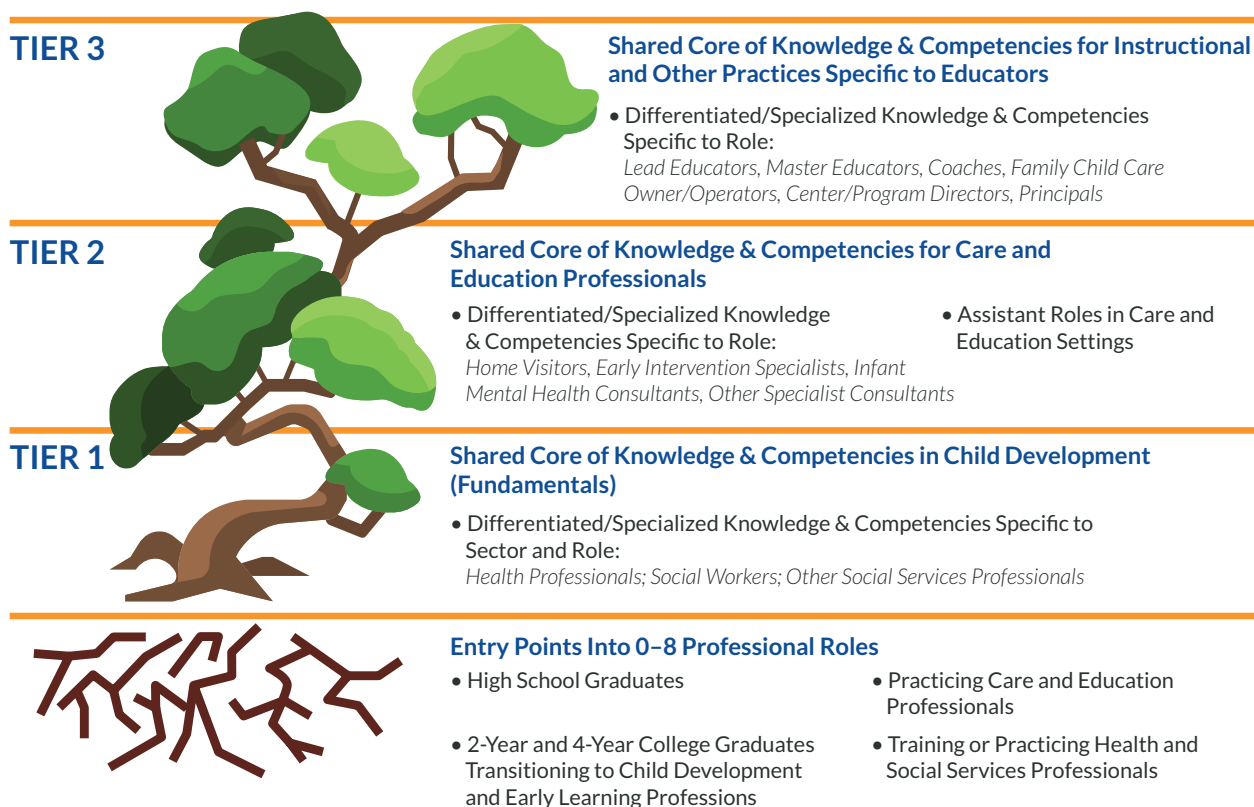 TIER 3
Shared Core of Knowledge & Competencies for Instructional
and Other Practices Specific to Educators
• Differentiated/Specialized Knowledge & Competencies
Specific to Role:
Lead Educators, Master Educators, Coaches, Family Child Care
Owner/Operators, Center/Program Directors, Principals
TIER 2
Shared Core of Knowledge & Competencies for Care and
Education Professionals
• Differentiated/Specialized Knowledge
& Competencies Specific to Role:
Home Visitors, Early Intervention Specialists, Infant
Mental Health Consultants, Other Specialist Consultants
• Assistant Roles in Care and
Education Settings
TIER 1
Shared Core of Knowledge & Competencies in Child Development
(Fundamentals)
• Differentiated/Specialized Knowledge & Competencies Specific to
Sector and Role:
Health Professionals; Social Workers; Other Social Services Professionals
Entry Points Into 0–8 Professional Roles
• High School Graduates
• 2-Year and 4-Year College Graduates
Transitioning to Child Development
and Early Learning Professions
• Practicing Care and Education
Professionals
• Training or Practicing Health and
Social Services Professionals